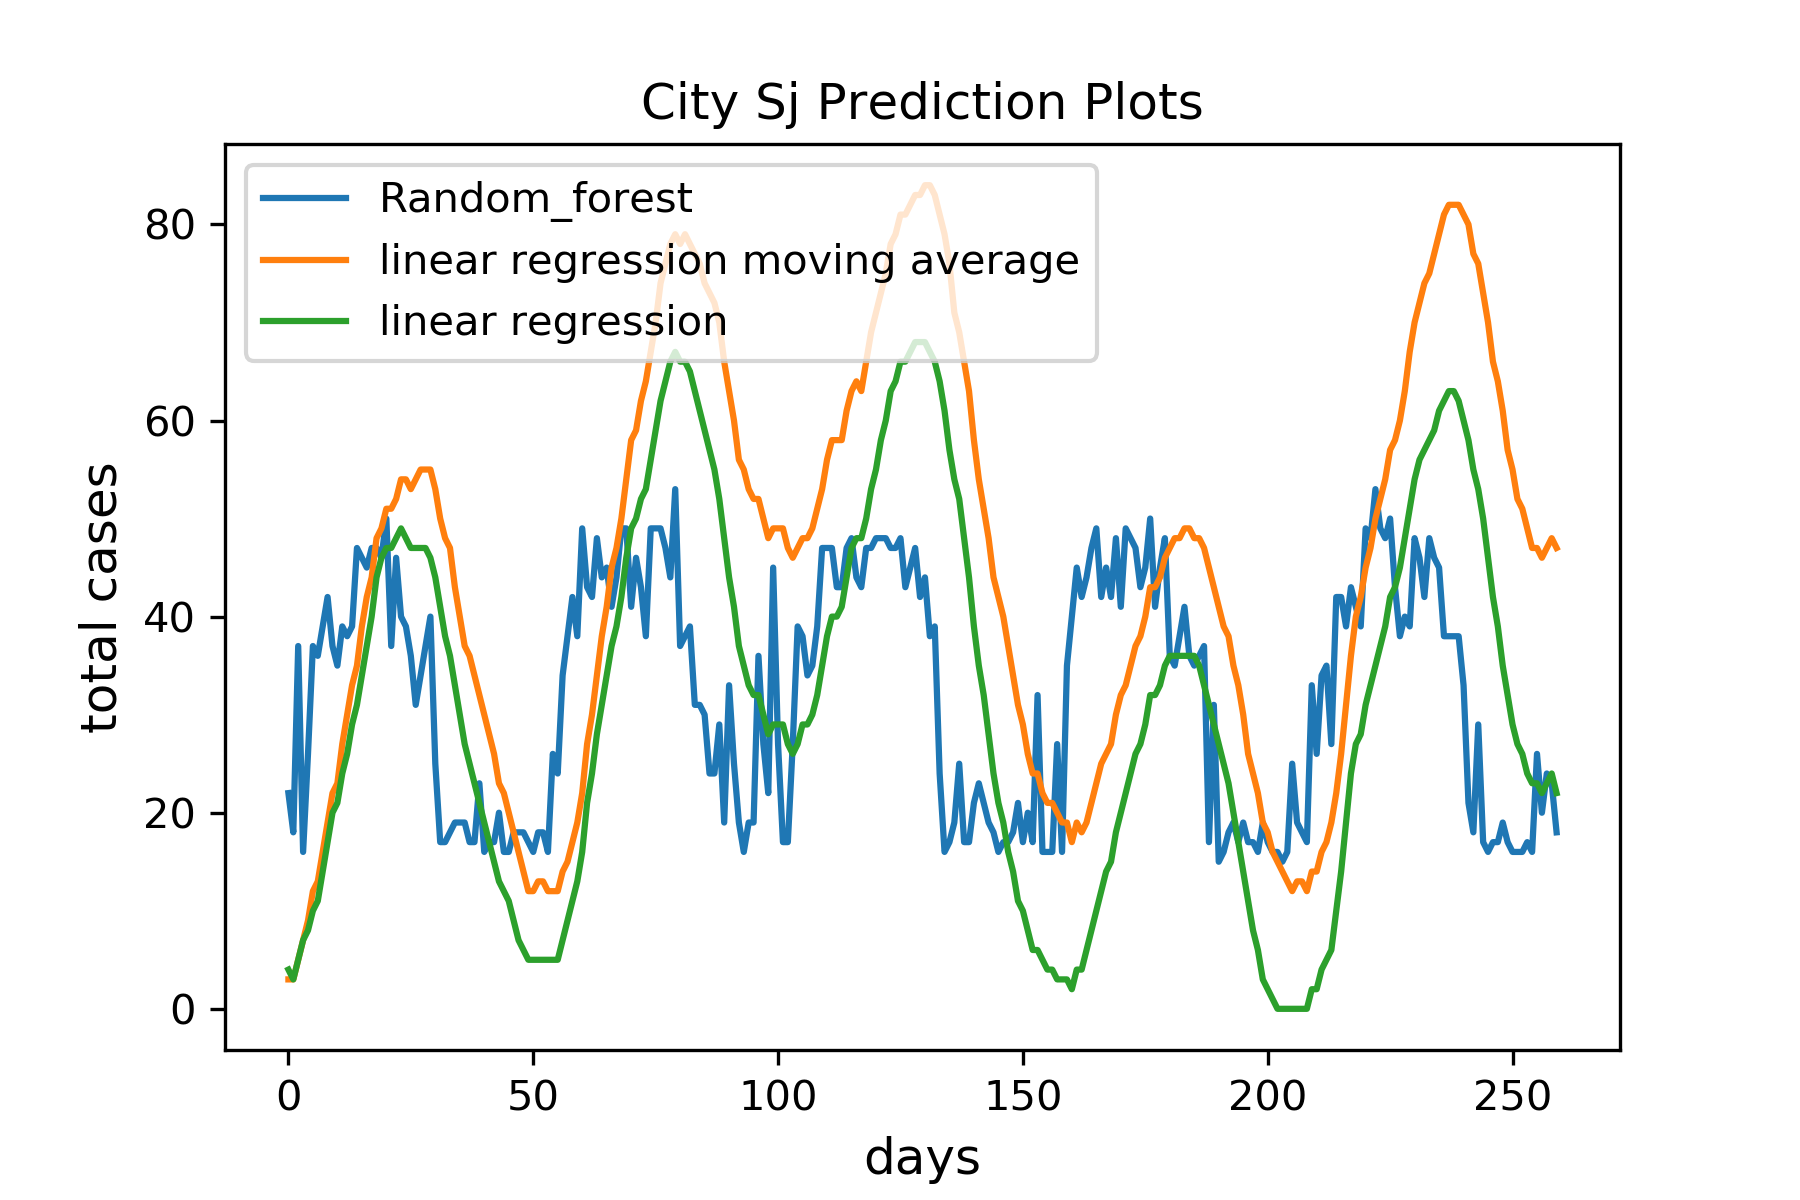 City Sj Prediction Plots
Random_forest
linear regression moving average
linear regression
80
60
40
20
0
total cases
0 50 100 150 200 250
days